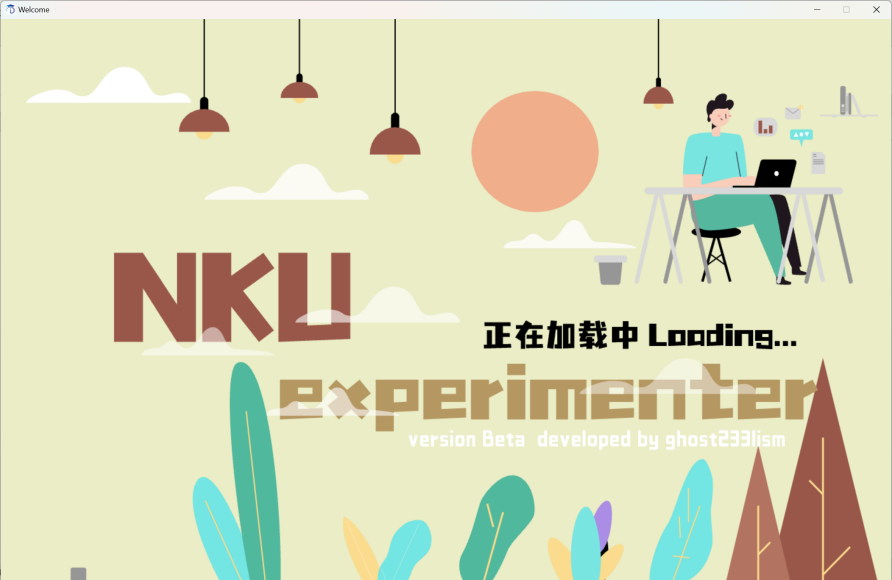 Welcome
NKU
正在加载中 Loading...
experimenter
version Beta developed by ghost233lism